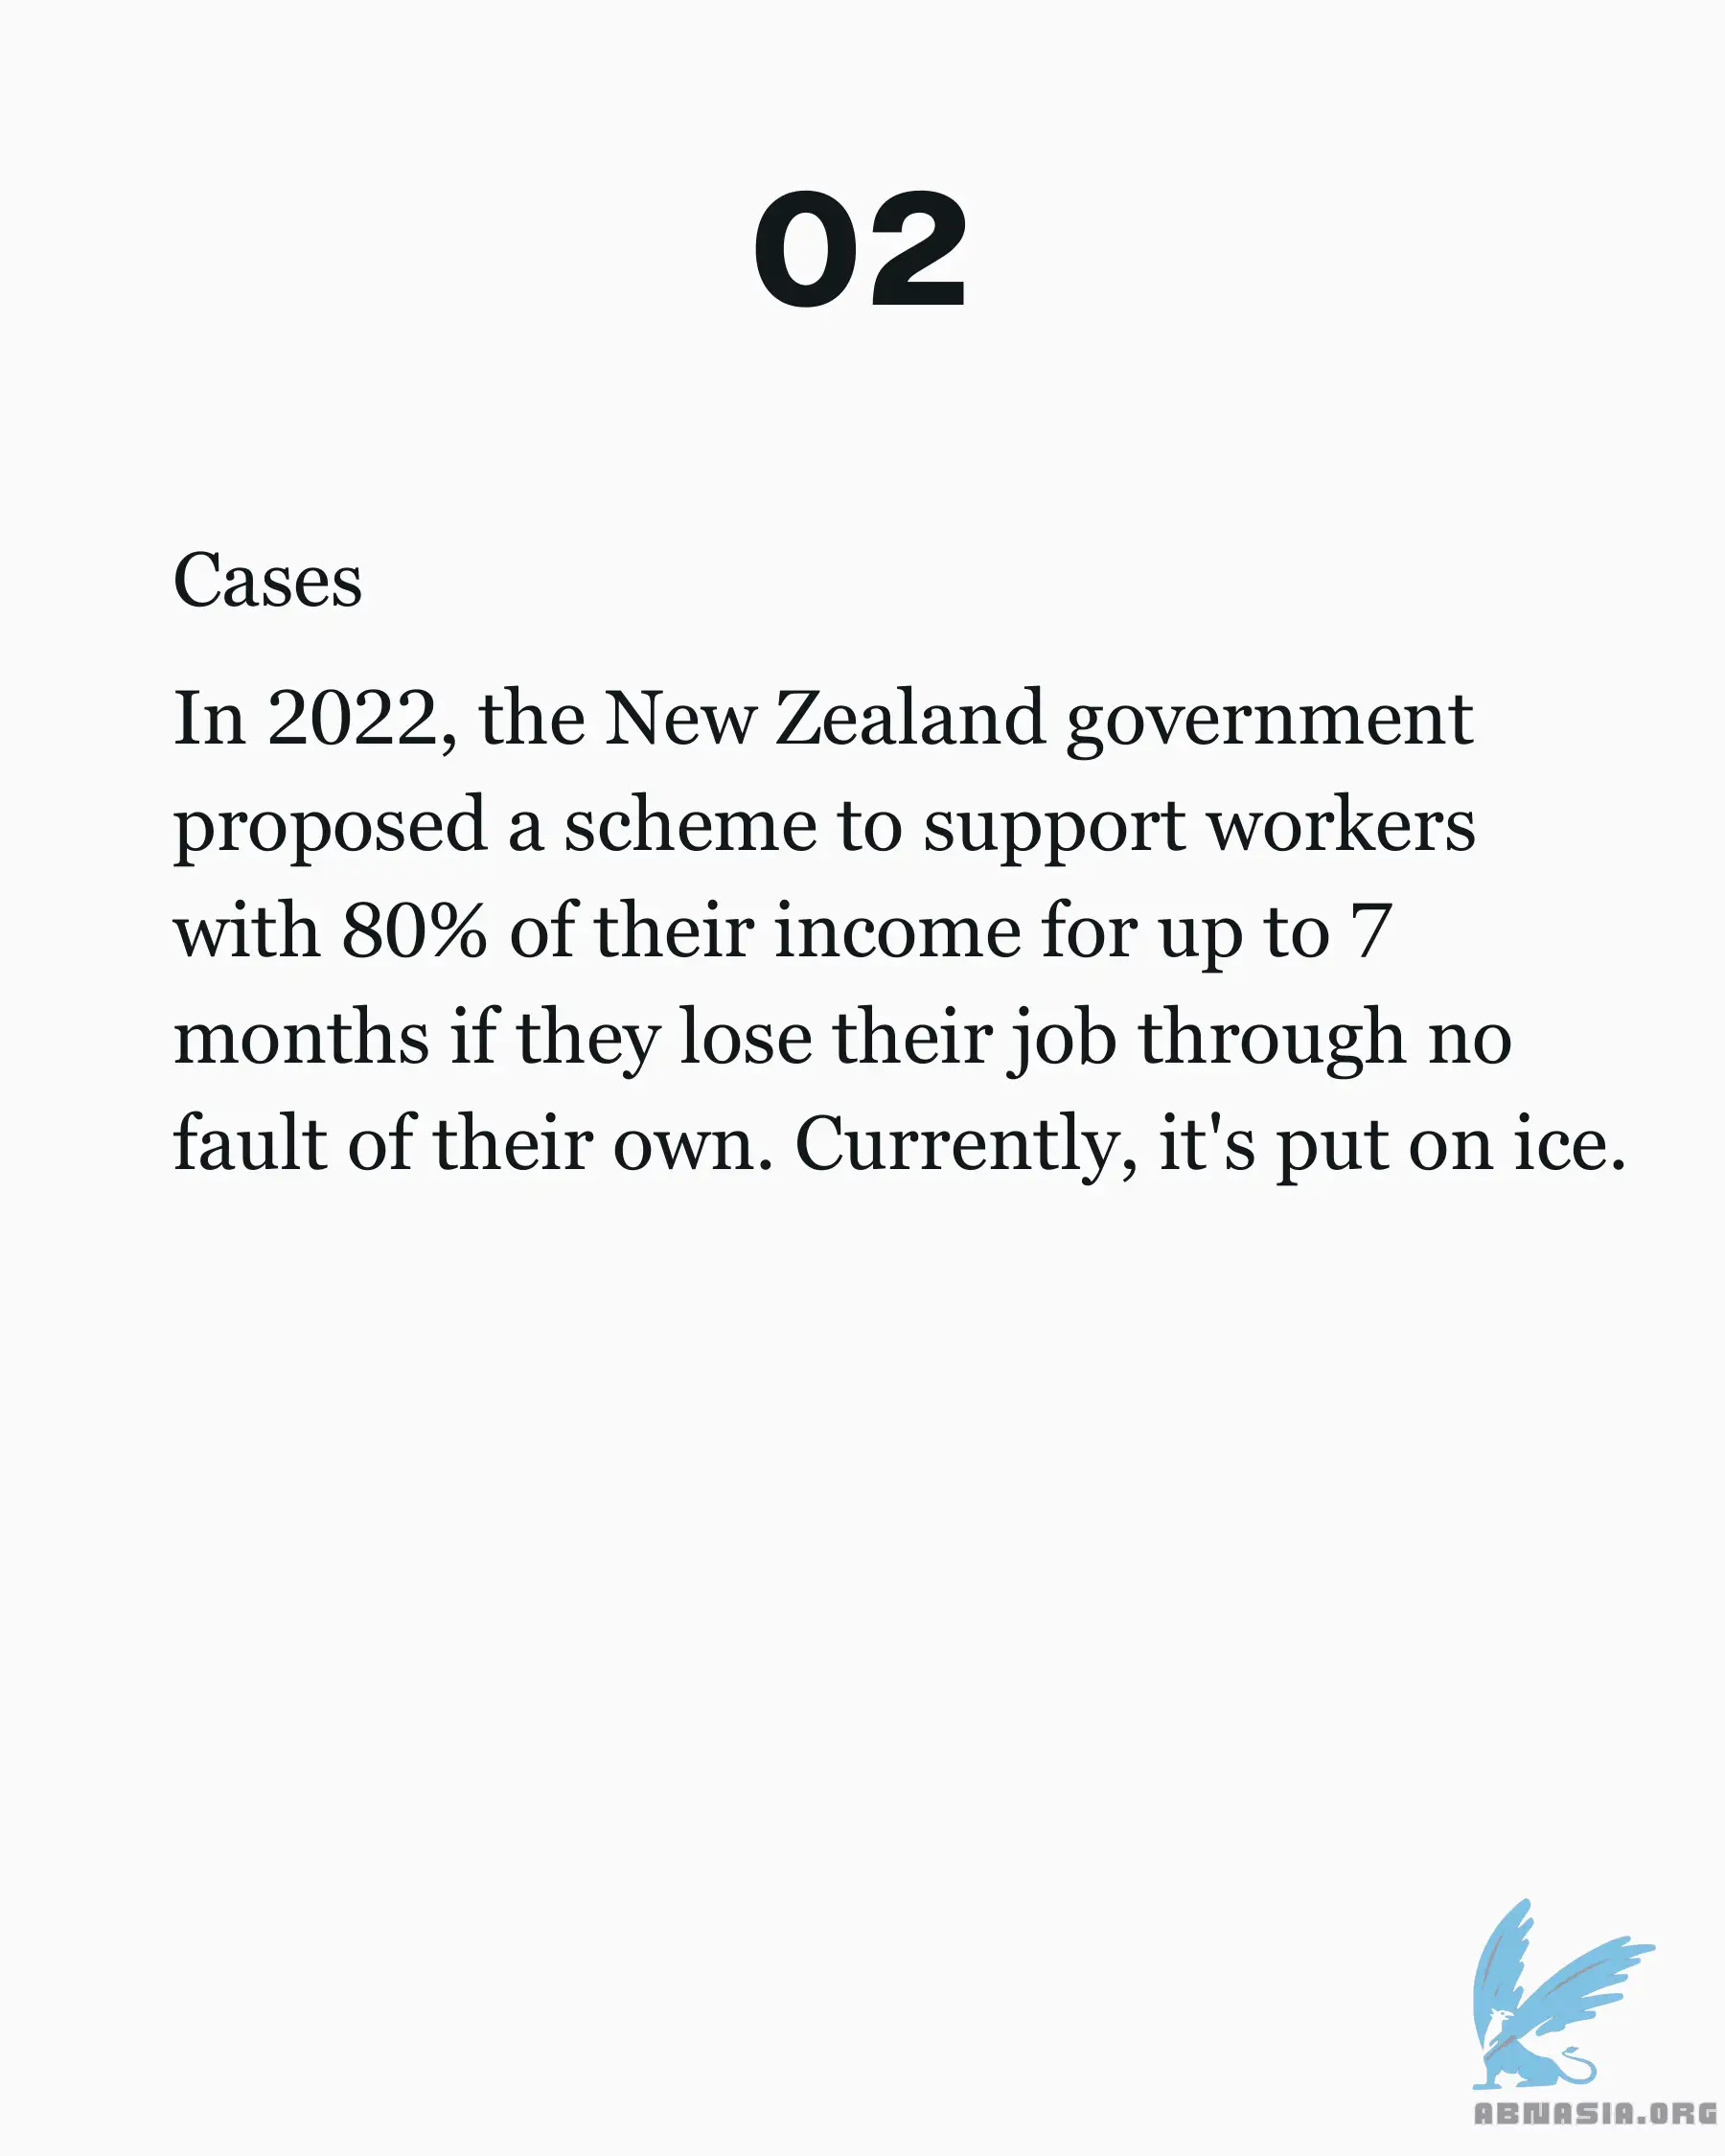 02
Cases
In 2022, the New Zealand government
proposed a scheme to support workers
with 80% of their income for up to 7
months if they lose their job through no
fault of their own. Currently, it's put on ice.
ABNASIA.ORG